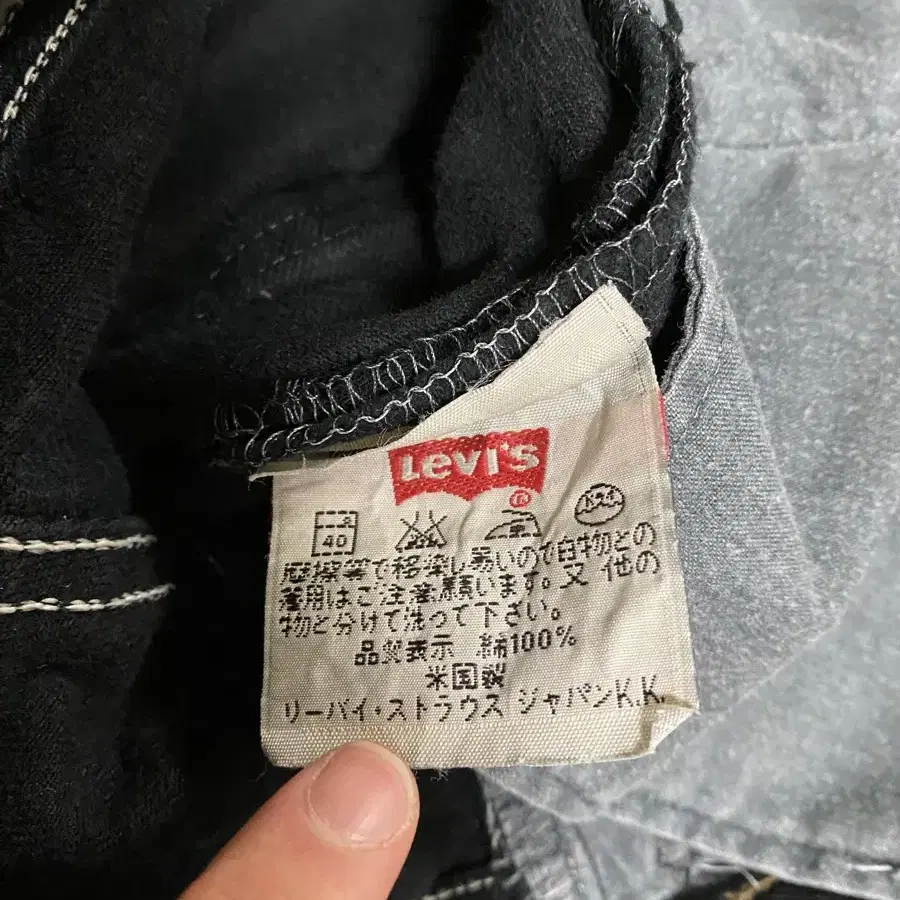 Levi's
®
40
摩擦等で移染し易いので白物との
着用はご注意願います。又 他の
物と分けて洗って下さい。
品質表示 綿100%
米国製
リーバイ・ストラウス ジャパンK.K.